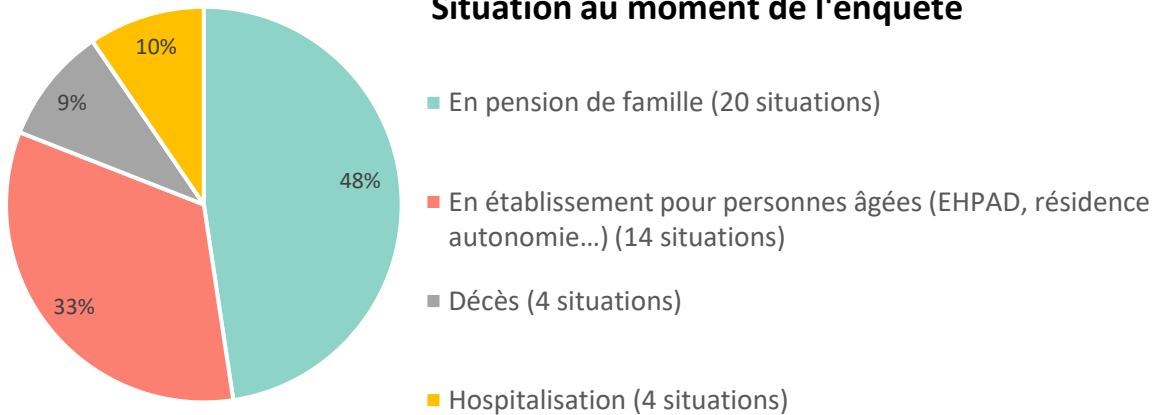 Situation au moment de l'enquête
10%
9%
48%
33%
En pension de famille (20 situations)
En établissement pour personnes âgées (EHPAD, résidence
autonomie…) (14 situations)
Décès (4 situations)
Hospitalisation (4 situations)